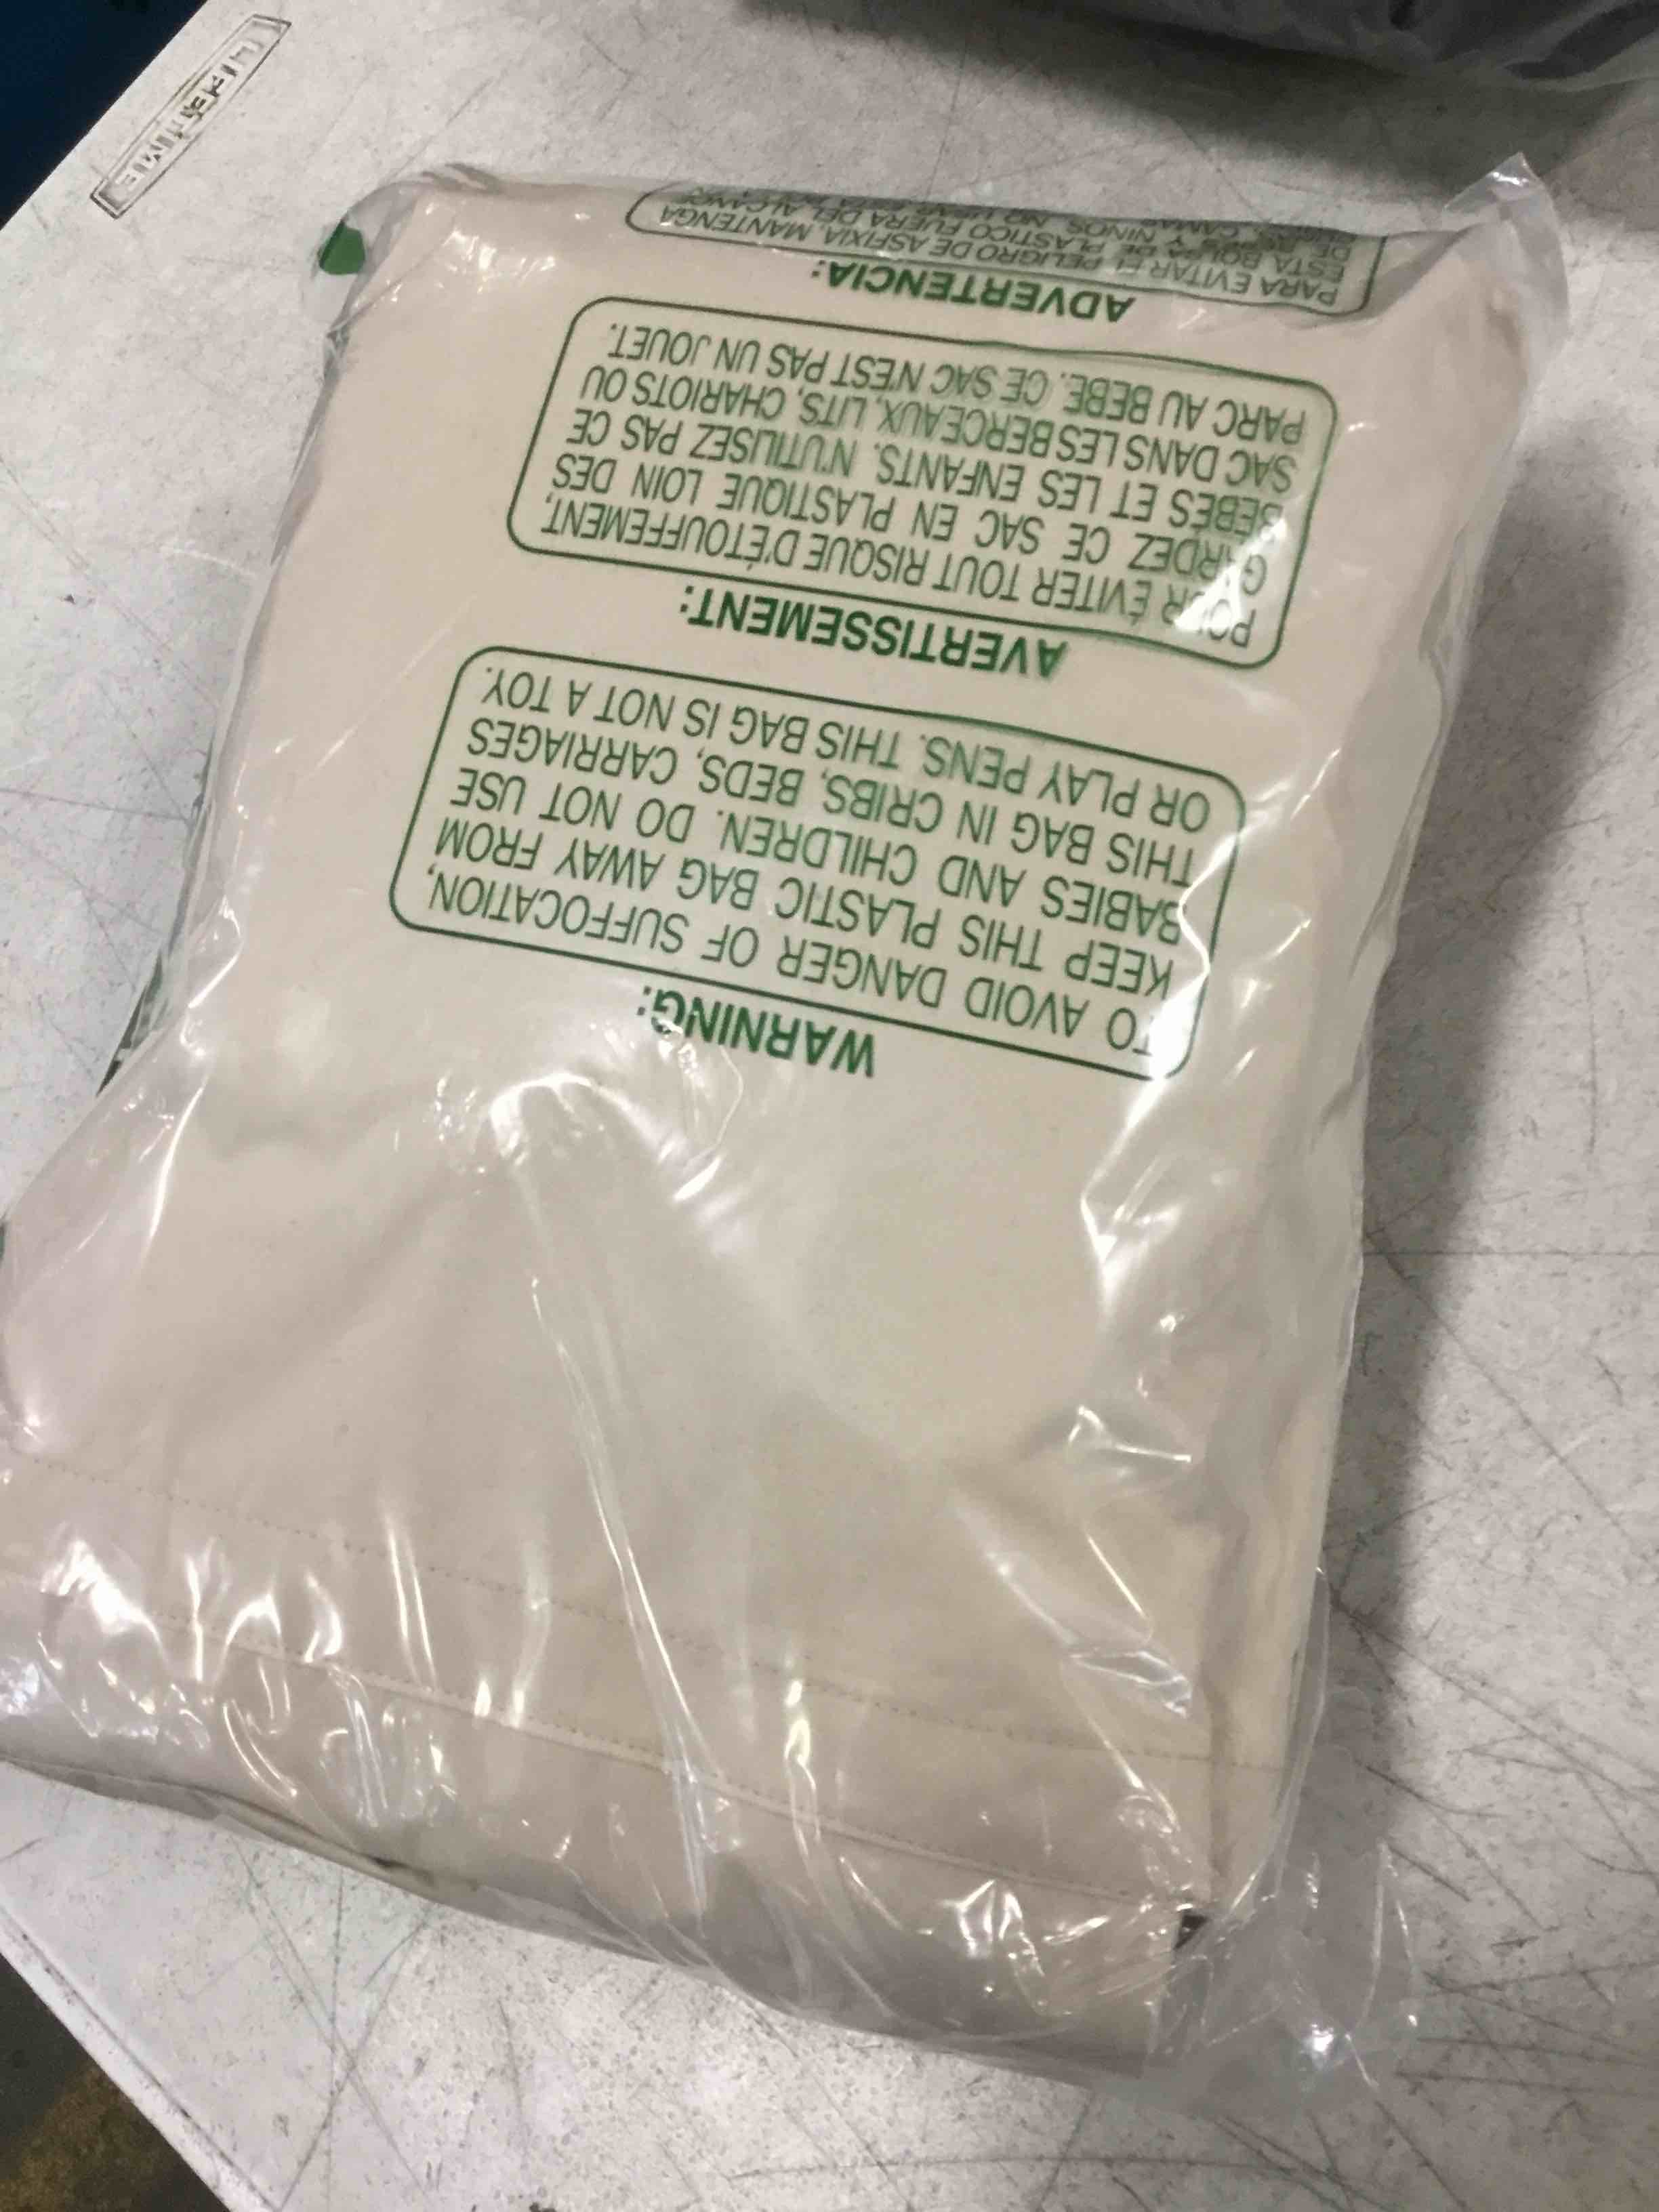 WARNING:
TO AVOID DANGER OF SUFFOCATION,
KEEP THIS PLASTIC BAG AWAY FROM
BABIES AND CHILDREN. DO NOT USE
THIS BAG IN CRIBS, BEDS, CARRIAGES
OR PLAY PENS. THIS BAG IS NOT A TOY.
AVERTISSEMENT:
POUR ÉVITER TOUT RISQUE D'ÉTOUFFEMENT,
GARDEZ CE SAC EN PLASTIQUE LOIN DES
BEBES ET LES ENFANTS. N'UTILISEZ PAS CE
SAC DANS LES BERCEAUX, LITS, CHARIOTS OU
PARC AU BEBE. CE SAC N'EST PAS UN JOUET.
ADVERTENCIA:
PARA EVITAR EL PELIGRO DE ASFIXIA, MANTENGA
ESTA BOLSA DE PLASTICO FUERA DEL ALCANCE
DE BEBES Y NINOS. NO
LIFETIME